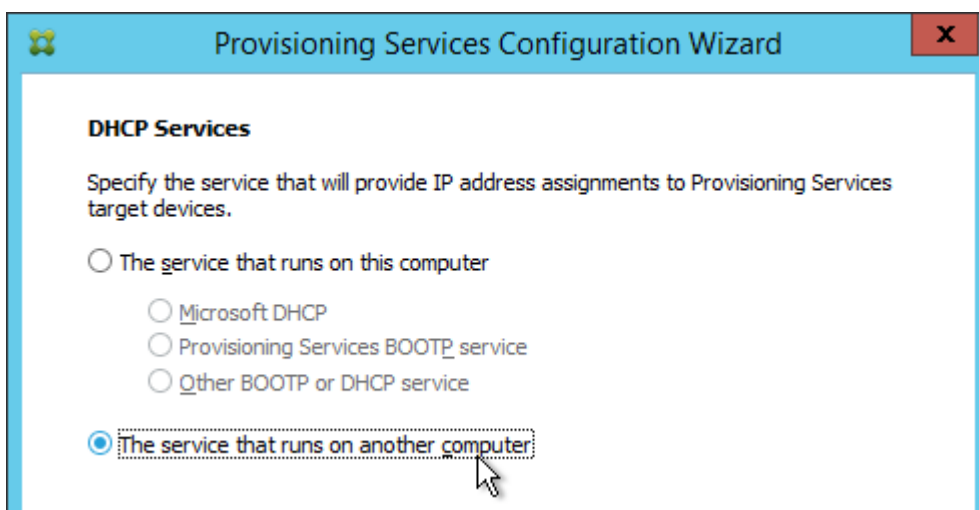 Provisioning Services Configuration Wizard
x
DHCP Services
Specify the service that will provide IP address assignments to Provisioning Services
target devices.
The service that runs on this computer
Microsoft DHCP
Provisioning Services BOOTP service
Other BOOTP or DHCP service
The service that runs on another computer